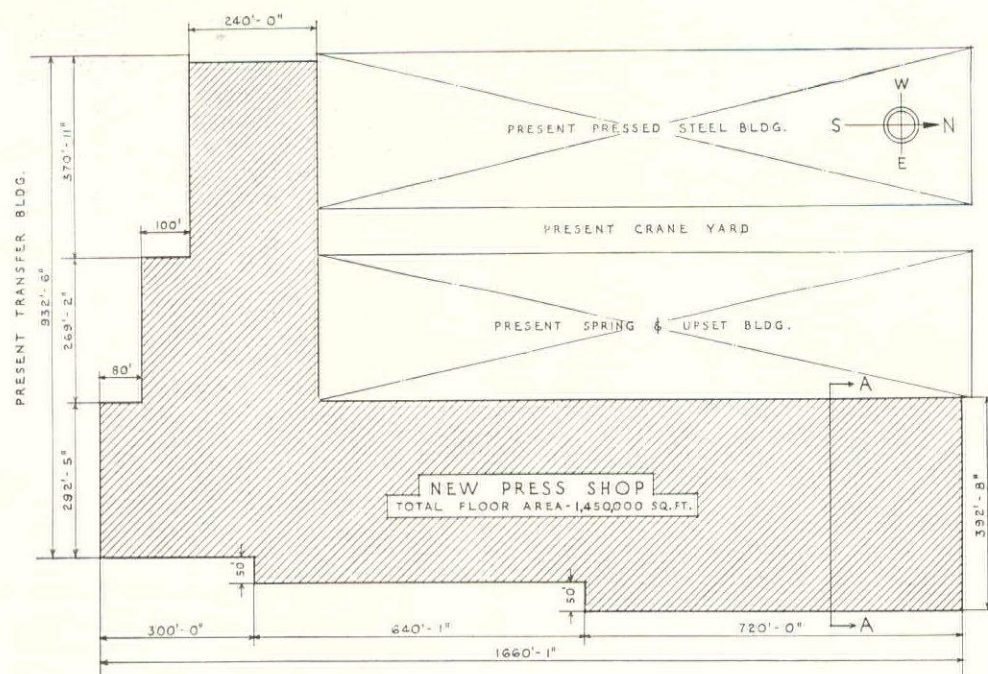 240'-0"
W
S N
E
PRESENT PRESSED STEEL BLDG.
370'-11"
PRESENT TRANSFER BLDG.
932'-6"
100'
PRESENT CRANE YARD
269'-2"
PRESENT SPRING & UPSET BLDG.
80'
A
292'-5"
NEW PRESS SHOP
TOTAL FLOOR AREA-1,450,000 SQ.FT.
392'-8"
50'
50'
A
300'-0" 640'-1" 720'-0"
1660'-1"